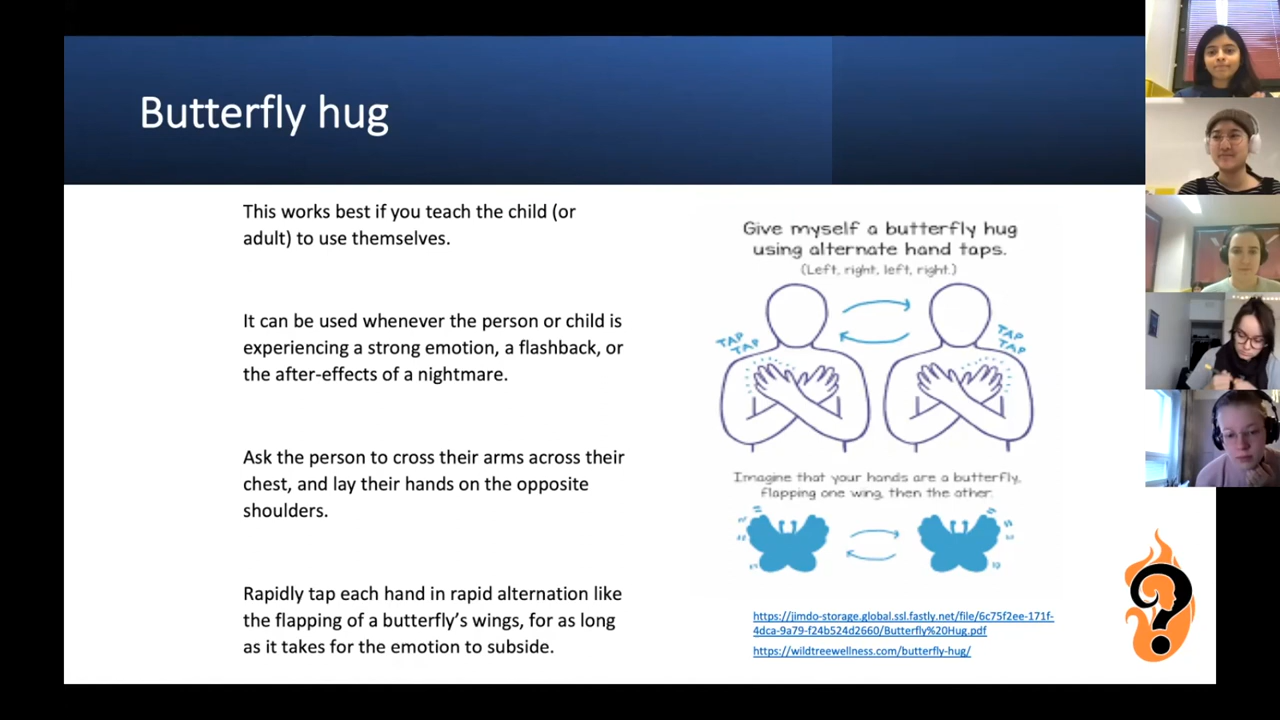 Butterfly hug
This works best if you teach the child (or
adult) to use themselves.
It can be used whenever the person or child is
experiencing a strong emotion, a flashback, or
the after-effects of a nightmare.
Ask the person to cross their arms across their
chest, and lay their hands on the opposite
shoulders.
Rapidly tap each hand in rapid alternation like
the flapping of a butterfly's wings, for as long
as it takes for the emotion to subside.
Give myself a butterfly hug
using alternate hand taps.
(Left, right, left, right.)
TAP
TAP
TAP
TAP
Imagine that your hands are a butterfly,
flapping one wing, then the other.
https://jimdo-storage.global.ssl.fastly.net/file/6c75f2ee-171f-
4dca-9a79-f24b524d2660/Butterfly%20Hug.pdf
https://wildtreewellness.com/butterfly-hug/
?